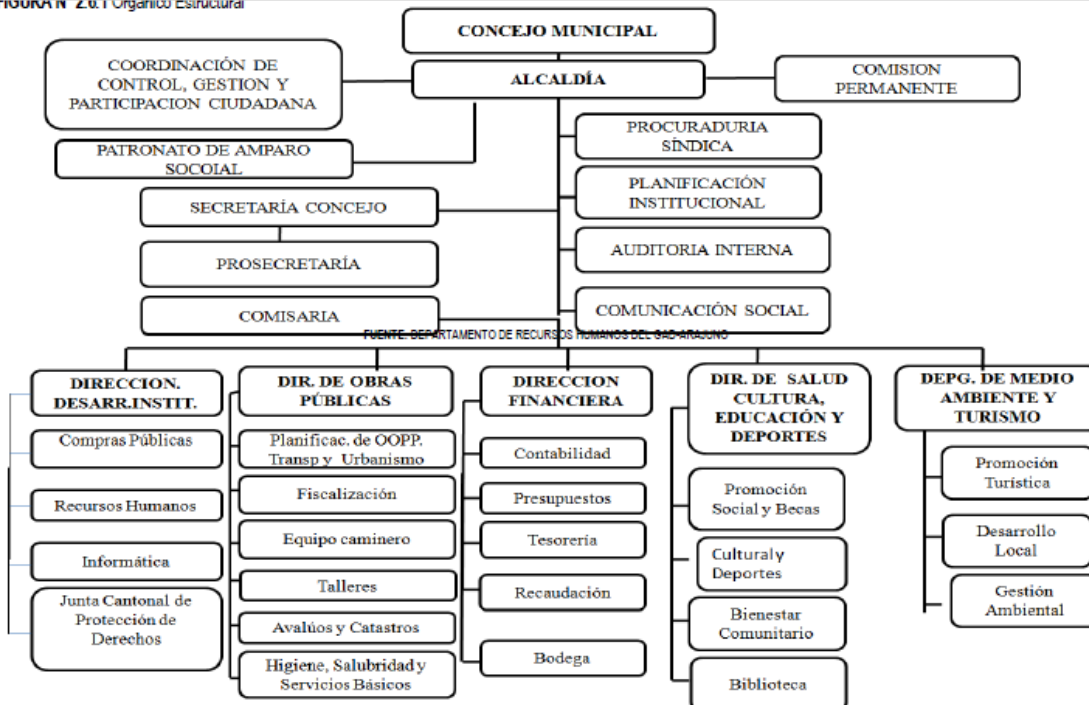 FIGURA N° 2.6.1 Orgánico Estructural
CONCEJO MUNICIPAL
ALCALDÍA
COORDINACIÓN DE
CONTROL, GESTION Y
PARTICIPACION CIUDADANA
COMISION
PERMANENTE
PATRONATO DE AMPARO
SOCOIAL
PROCURADURIA
SÍNDICA
PLANIFICACIÓN
INSTITUCIONAL
SECRETARÍA CONCEJO
AUDITORIA INTERNA
PROSECRETARÍA
COMUNICACIÓN SOCIAL
COMISARIA
FUENTE: DEPARTAMENTO DE RECURSOS HUMANOS DEL GAD-ARAJUNO
DIRECCION.
DESARR.INSTIT.
Compras Públicas
Recursos Humanos
Informática
Junta Cantonal de
Protección de
Derechos
DIR. DE OBRAS
PÚBLICAS
Planificac. de OOPP.
Transp y Urbanismo
Fiscalización
Equipo caminero
Talleres
Avalúos y Catastros
Higiene, Salubridad y
Servicios Básicos
DIRECCION
FINANCIERA
Contabilidad
Presupuestos
Tesorería
Recaudación
Bodega
DIR. DE SALUD
CULTURA,
EDUCACIÓN Y
DEPORTES
Promoción
Social y Becas
Cultural y
Deportes
Bienestar
Comunitario
Biblioteca
DEPG. DE MEDIO
AMBIENTE Y
TURISMO
Promoción
Turística
Desarrollo
Local
Gestión
Ambiental